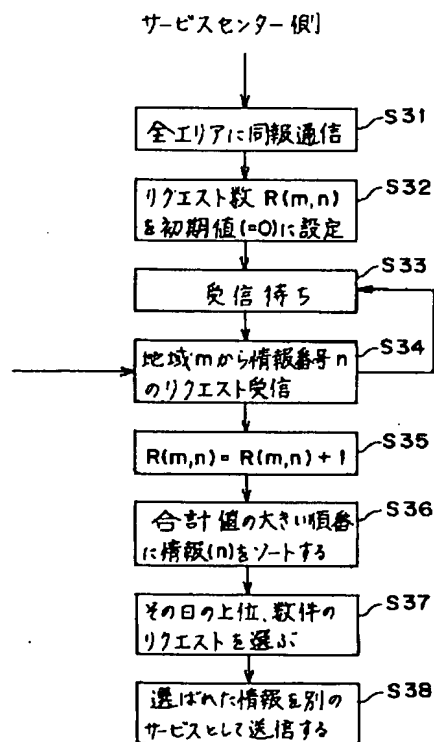 サービスセンター側
S31
全エリアに同報通信
S32
リクエスト数 R(m,n)
を初期値(=0)に設定
S33
受信待ち
S34
地域mから情報番号n
のリクエスト受信
S35
R(m,n) = R(m,n) + 1
S36
合計値の大きい順番
に情報(n)をソートする
S37
その日の上位、数件の
リクエストを選ぶ
S38
選ばれた情報を別の
サービスとして送信する